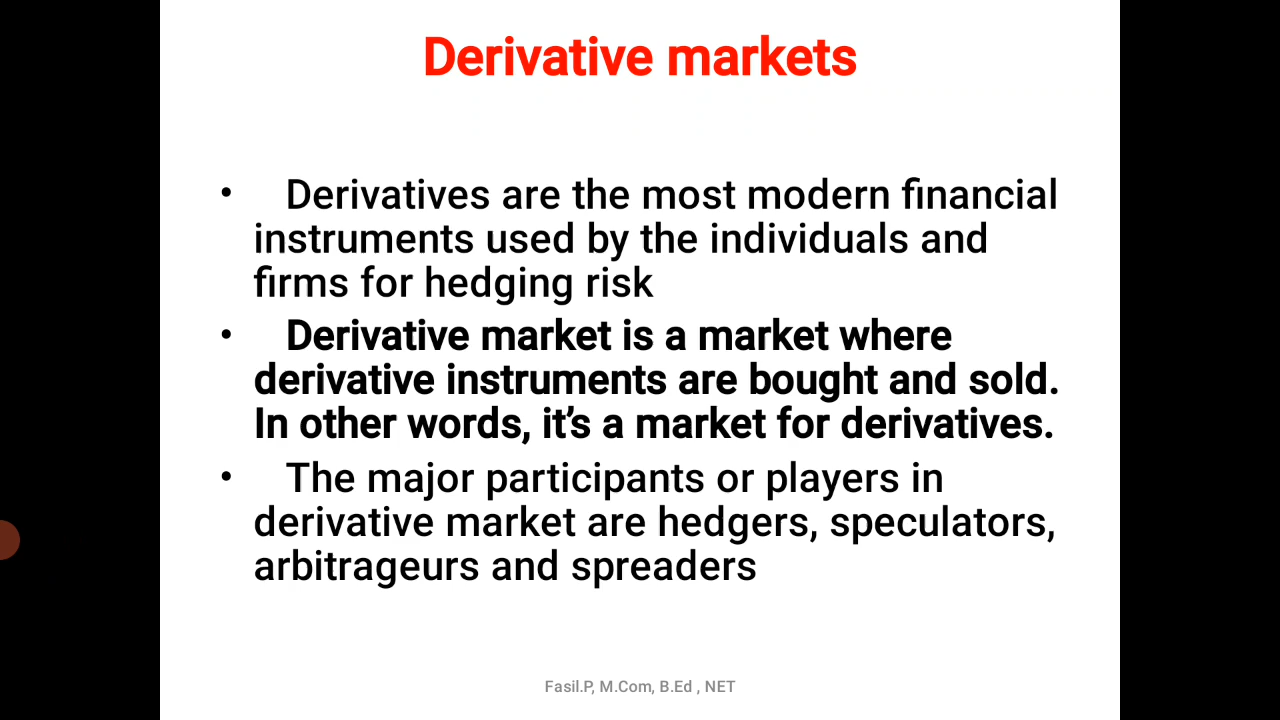 Derivative markets
• Derivatives are the most modern financial
instruments used by the individuals and
firms for hedging risk
• Derivative market is a market where
derivative instruments are bought and sold.
In other words, it’s a market for derivatives.
• The major participants or players in
derivative market are hedgers, speculators,
arbitrageurs and spreaders
Fasil.P, M.Com, B.Ed , NET